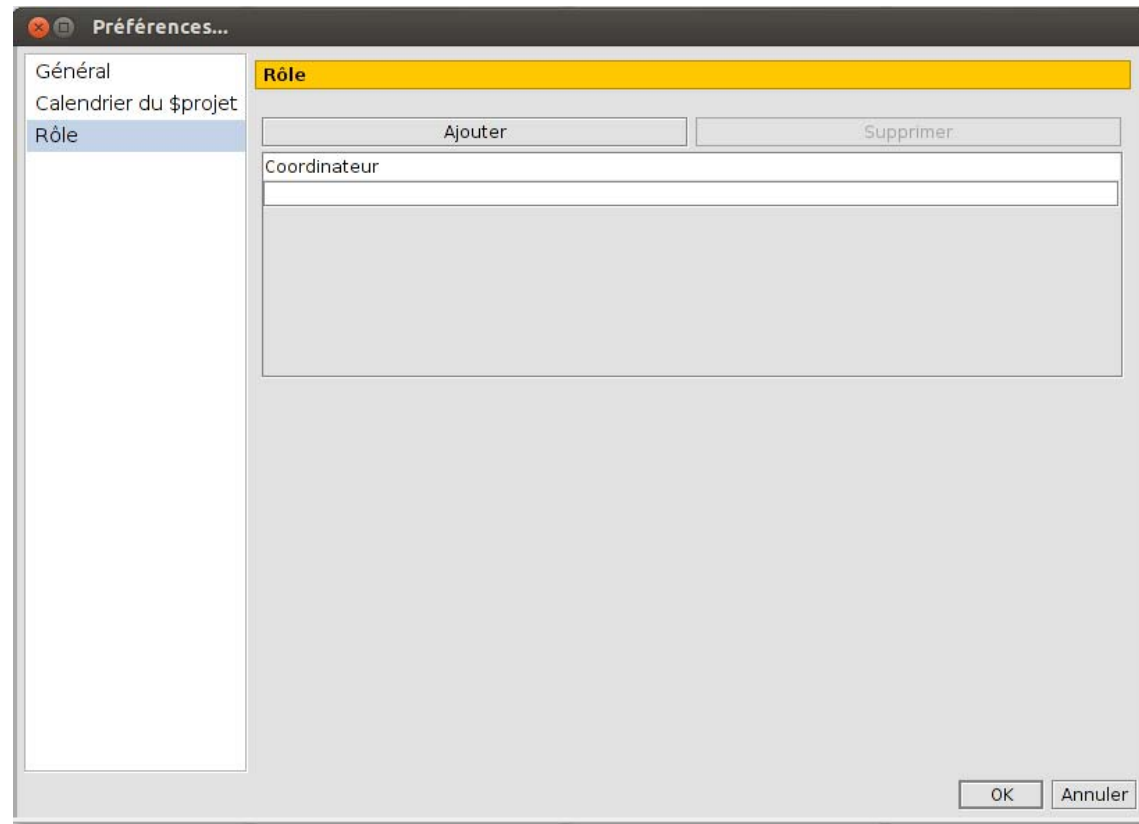 Préférences...
Général
Calendrier du $projet
Rôle
Rôle
Ajouter
Supprimer
Coordinateur
OK
Annuler